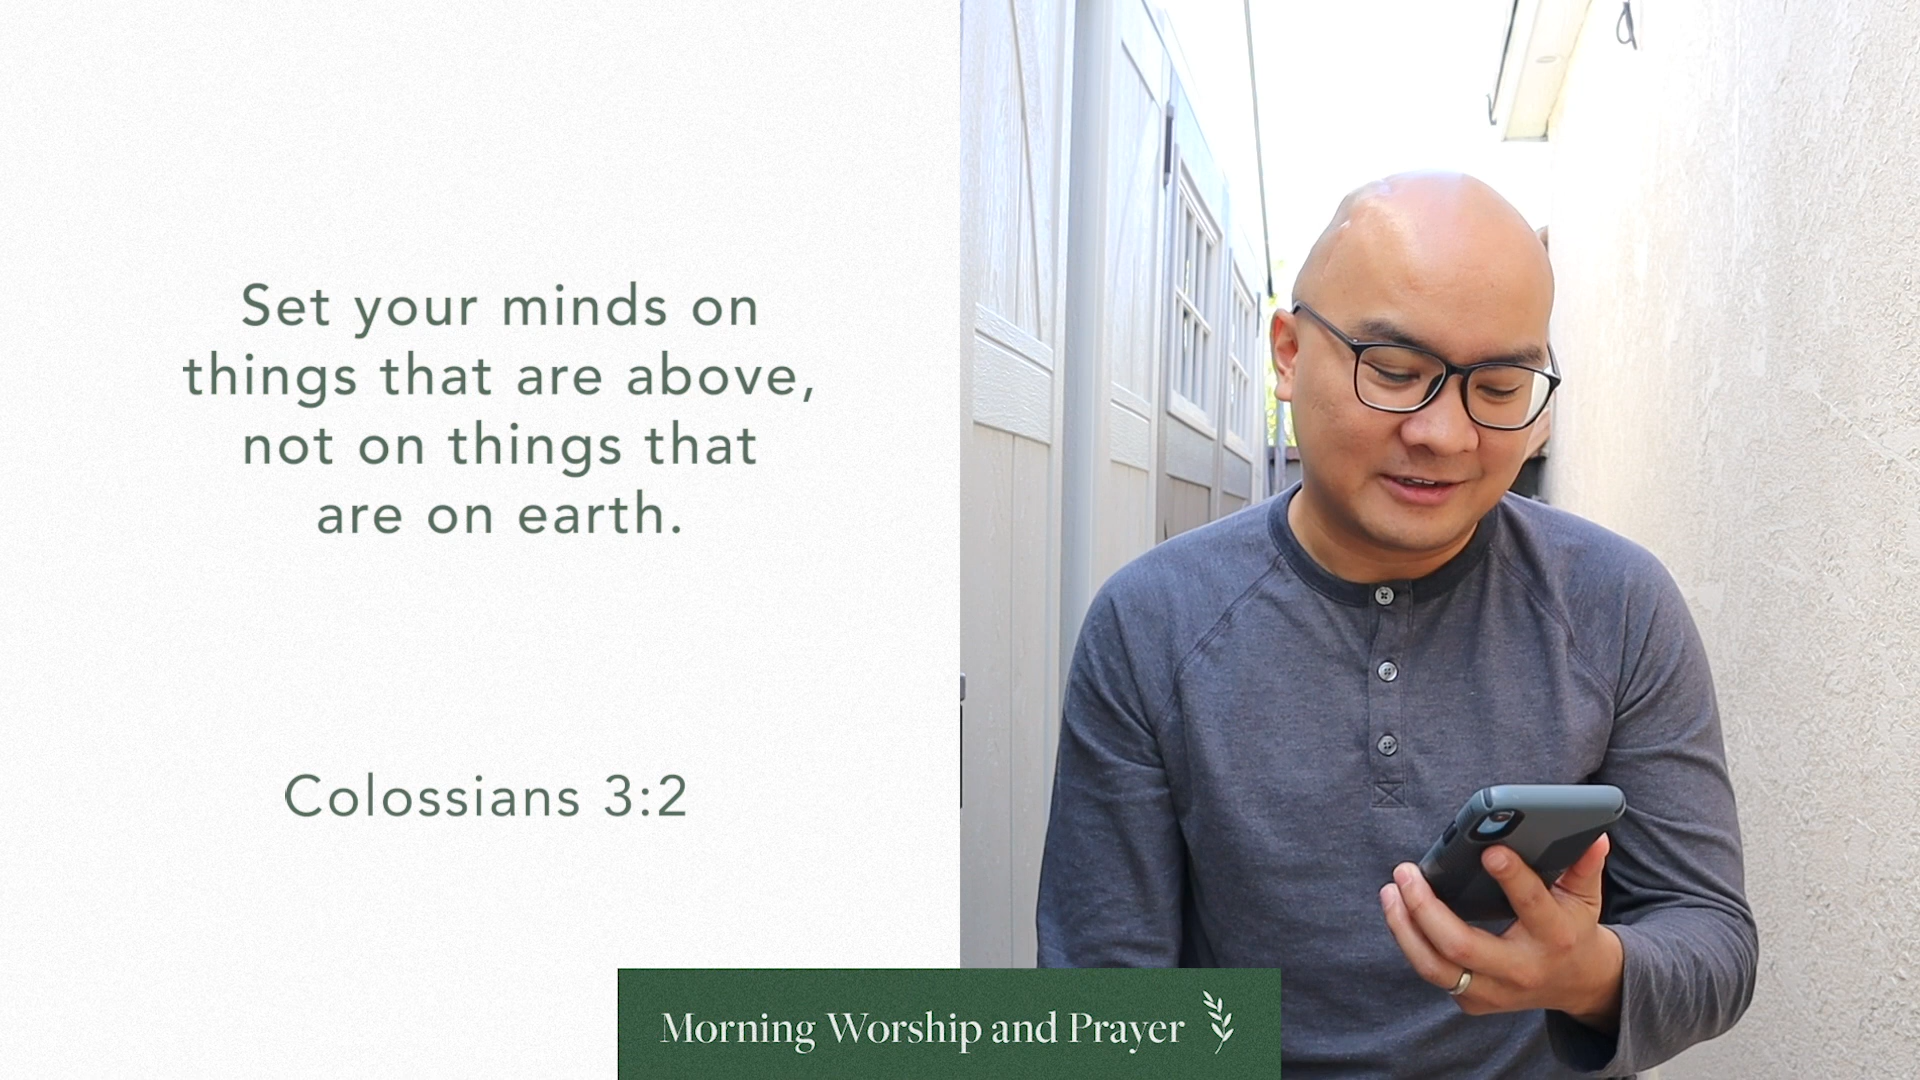 Set your minds on
things that are above,
not on things that
are on earth.
Colossians 3:2
Morning Worship and Prayer